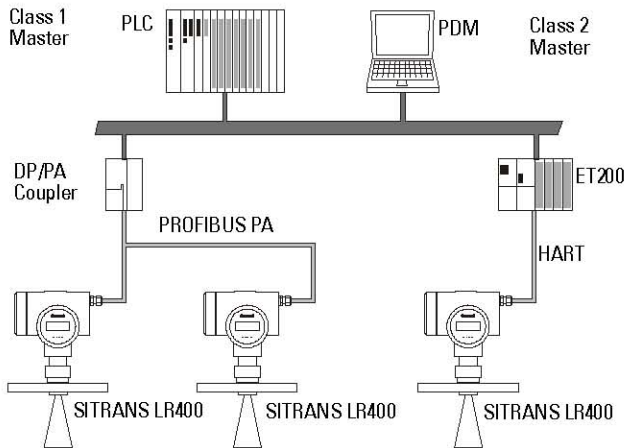 Class 1
Master
PLC
PDM
Class 2
Master
DP/PA
Coupler
ET200
PROFIBUS PA
HART
SITRANS LR400
SITRANS LR400
SITRANS LR400